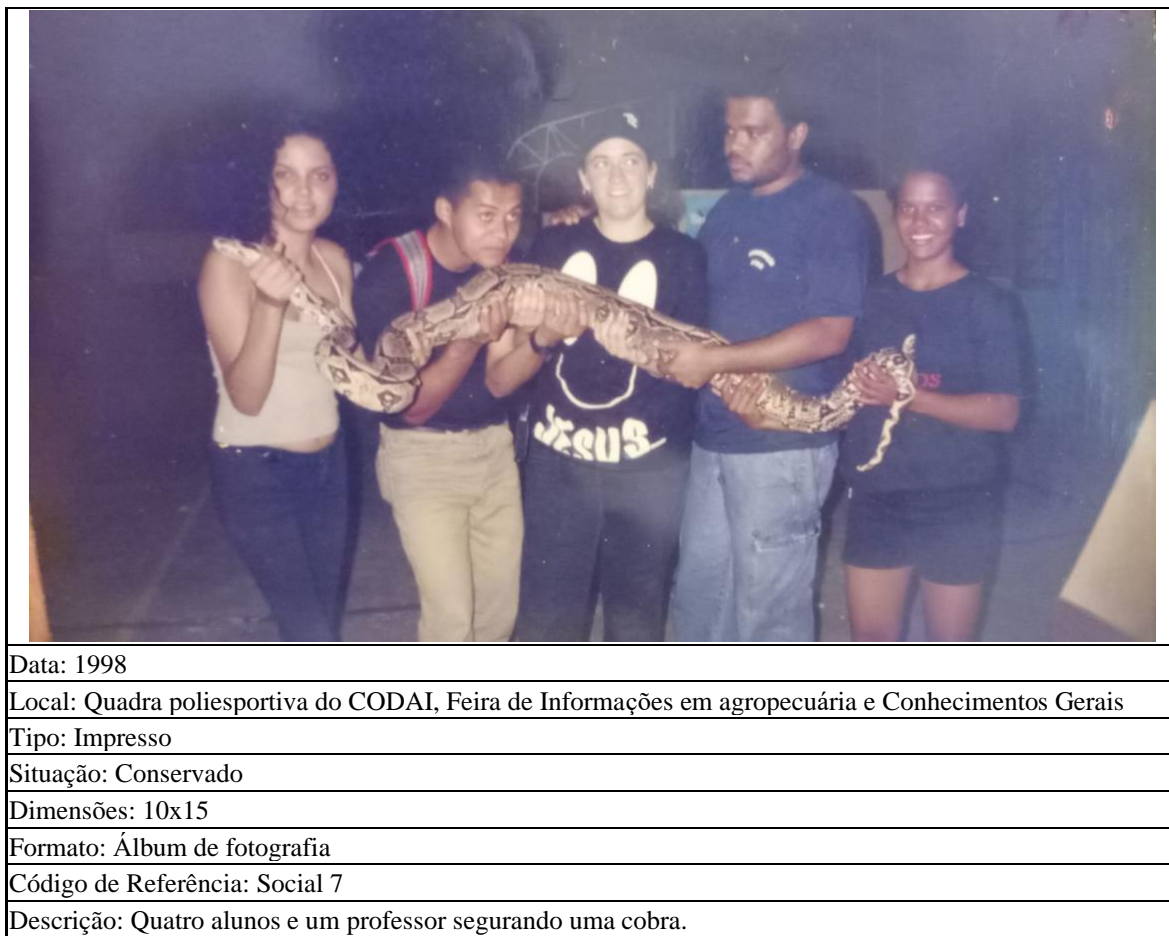 JESUS
OS
Data: 1998
Local: Quadra poliesportiva do CODAI, Feira de Informações em agropecuária e Conhecimentos Gerais
Tipo: Impresso
Situação: Conservado
Dimensões: 10x15
Formato: Álbum de fotografia
Código de Referência: Social 7
Descrição: Quatro alunos e um professor segurando uma cobra.